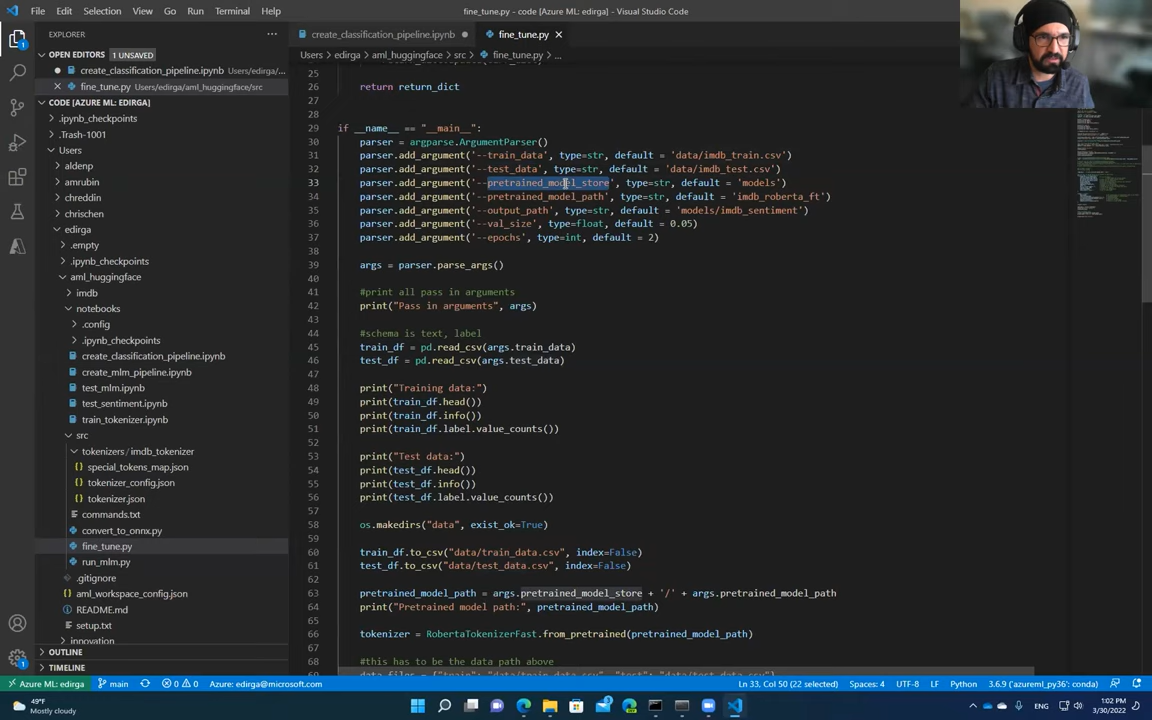 File Edit Selection View Go Run Terminal Help
fine_tune.py - code [Azure ML: edirga] - Visual Studio Code
EXPLORER
OPEN EDITORS 1 UNSAVED
create_classification_pipeline.ipynb Users/edirga/...
fine_tune.py Users/edirga/aml_huggingface/src
CODE [AZURE ML: EDIRGA]
.ipynb_checkpoints
.Trash-1001
Users
aldenp
amrubin
chreddin
chrischen
edirga
.empty
.ipynb_checkpoints
aml_huggingface
imdb
notebooks
.config
.ipynb_checkpoints
create_classification_pipeline.ipynb
create_mlm_pipeline.ipynb
test_mlm.ipynb
test_sentiment.ipynb
train_tokenizer.ipynb
src
tokenizers / imdb_tokenizer
special_tokens_map.json
tokenizer_config.json
tokenizer.json
commands.txt
convert_to_onnx.py
fine_tune.py
run_mlm.py
.gitignore
aml_workspace_config.json
README.md
setup.txt
innovation
OUTLINE
TIMELINE
create_classification_pipeline.ipynb
fine_tune.py
Users > edirga > aml_huggingface > src > fine_tune.py > ...
25
26 return return_dict
27
28
29 if __name__ == "__main__":
30 parser = argparse.ArgumentParser()
31 parser.add_argument('--train_data', type=str, default = 'data/imdb_train.csv')
32 parser.add_argument('--test_data', type=str, default = 'data/imdb_test.csv')
33 parser.add_argument('--pretrained_model_store', type=str, default = 'models')
34 parser.add_argument('--pretrained_model_path', type=str, default = 'imdb_roberta_ft')
35 parser.add_argument('--output_path', type=str, default = 'models/imdb_sentiment')
36 parser.add_argument('--val_size', type=float, default = 0.05)
37 parser.add_argument('--epochs', type=int, default = 2)
38
39 args = parser.parse_args()
40
41 #print all pass in arguments
42 print("Pass in arguments", args)
43
44 #schema is text, label
45 train_df = pd.read_csv(args.train_data)
46 test_df = pd.read_csv(args.test_data)
47
48 print("Training data:")
49 print(train_df.head())
50 print(train_df.info())
51 print(train_df.label.value_counts())
52
53 print("Test data:")
54 print(test_df.head())
55 print(test_df.info())
56 print(test_df.label.value_counts())
57
58 os.makedirs("data", exist_ok=True)
59
60 train_df.to_csv("data/train_data.csv", index=False)
61 test_df.to_csv("data/test_data.csv", index=False)
62
63 pretrained_model_path = args.pretrained_model_store + '/' + args.pretrained_model_path
64 print("Pretrained model path:", pretrained_model_path)
65
66 tokenizer = RobertaTokenizerFast.from_pretrained(pretrained_model_path)
67
68 #this has to be the data path above
data_files = {"train": "data/train_data.csv", "test": "data/test_data.csv"}
Azure ML: edirga main 0 0 Azure: edirga@microsoft.com
Ln 33, Col 50 (22 selected) Spaces: 4 UTF-8 LF Python 3.6.9 ('azureml_py36': conda)
49°F
Mostly cloudy
ENG
1:02 PM
3/30/2022